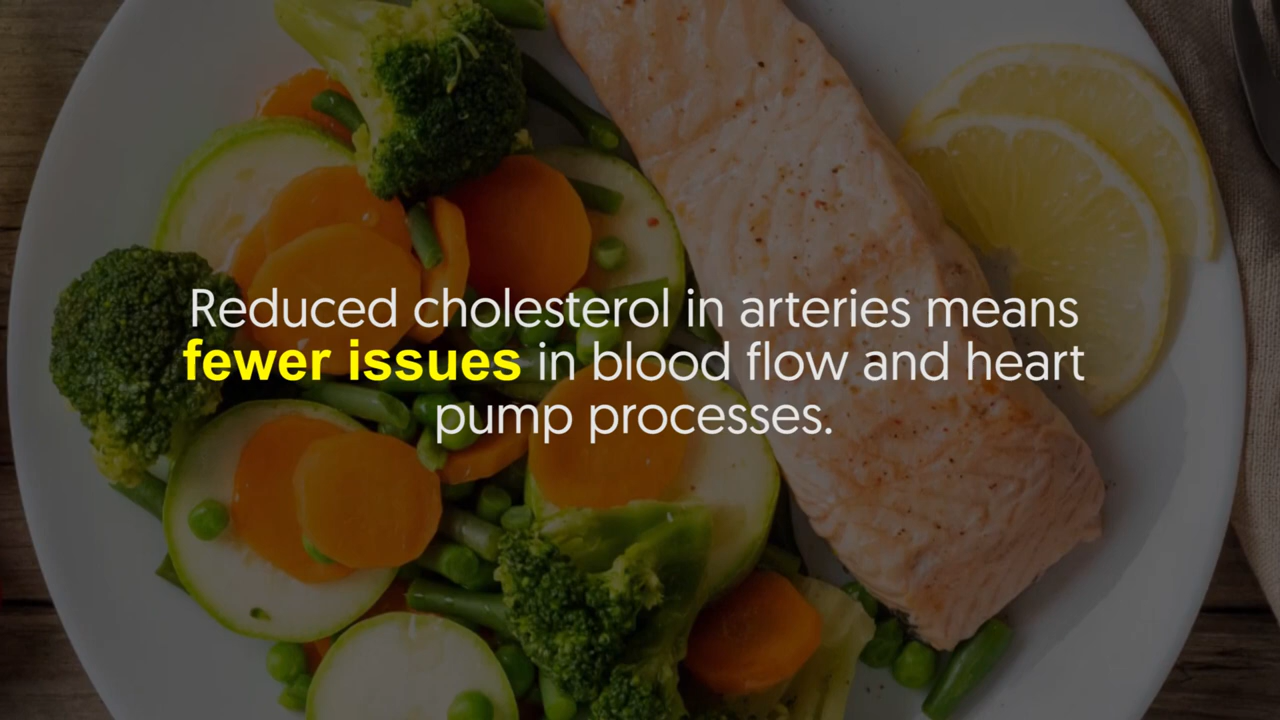 Reduced cholesterol in arteries means
fewer issues in blood flow and heart
pump processes.